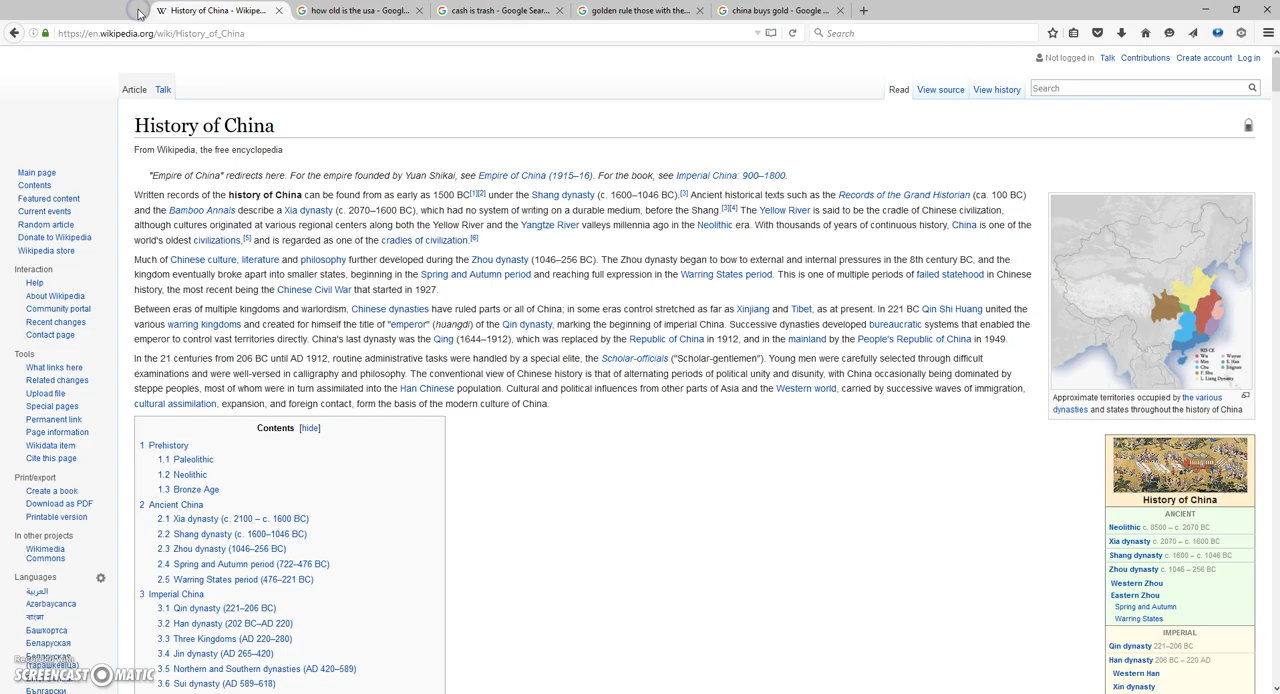 History of China - Wikipe...
how old is the usa - Googl...
cash is trash - Google Sear...
golden rule those with the...
china buys gold - Google ...
https://en.wikipedia.org/wiki/History_of_China
Search
Not logged in Talk Contributions Create account Log in
Article Talk
Read View source View history
Search
History of China
From Wikipedia, the free encyclopedia
"Empire of China" redirects here. For the empire founded by Yuan Shikai, see Empire of China (1915–16). For the book, see Imperial China: 900–1800.
Written records of the history of China can be found from as early as 1500 BC[1][2] under the Shang dynasty (c. 1600–1046 BC).[3] Ancient historical texts such as the Records of the Grand Historian (ca. 100 BC)
and the Bamboo Annals describe a Xia dynasty (c. 2070–1600 BC), which had no system of writing on a durable medium, before the Shang.[3][4] The Yellow River is said to be the cradle of Chinese civilization,
although cultures originated at various regional centers along both the Yellow River and the Yangtze River valleys millennia ago in the Neolithic era. With thousands of years of continuous history, China is one of the
world's oldest civilizations,[5] and is regarded as one of the cradles of civilization.[6]
Much of Chinese culture, literature and philosophy further developed during the Zhou dynasty (1046–256 BC). The Zhou dynasty began to bow to external and internal pressures in the 8th century BC, and the
kingdom eventually broke apart into smaller states, beginning in the Spring and Autumn period and reaching full expression in the Warring States period. This is one of multiple periods of failed statehood in Chinese
history, the most recent being the Chinese Civil War that started in 1927.
Between eras of multiple kingdoms and warlordism, Chinese dynasties have ruled parts or all of China; in some eras control stretched as far as Xinjiang and Tibet, as at present. In 221 BC Qin Shi Huang united the
various warring kingdoms and created for himself the title of "emperor" (huangdi) of the Qin dynasty, marking the beginning of imperial China. Successive dynasties developed bureaucratic systems that enabled the
emperor to control vast territories directly. China's last dynasty was the Qing (1644–1912), which was replaced by the Republic of China in 1912, and in the mainland by the People's Republic of China in 1949.
In the 21 centuries from 206 BC until AD 1912, routine administrative tasks were handled by a special elite, the Scholar-officials ("Scholar-gentlemen"). Young men were carefully selected through difficult
examinations and were well-versed in calligraphy and philosophy. The conventional view of Chinese history is that of alternating periods of political unity and disunity, with China occasionally being dominated by
steppe peoples, most of whom were in turn assimilated into the Han Chinese population. Cultural and political influences from other parts of Asia and the Western world, carried by successive waves of immigration,
cultural assimilation, expansion, and foreign contact, form the basis of the modern culture of China.
Contents [hide]
1 Prehistory
1.1 Paleolithic
1.2 Neolithic
1.3 Bronze Age
2 Ancient China
2.1 Xia dynasty (c. 2100 – c. 1600 BC)
2.2 Shang dynasty (c. 1600–1046 BC)
2.3 Zhou dynasty (1046–256 BC)
2.4 Spring and Autumn period (722–476 BC)
2.5 Warring States period (476–221 BC)
3 Imperial China
3.1 Qin dynasty (221–206 BC)
3.2 Han dynasty (202 BC–AD 220)
3.3 Three Kingdoms (AD 220–280)
3.4 Jin dynasty (AD 265–420)
3.5 Northern and Southern dynasties (AD 420–589)
3.6 Sui dynasty (AD 589–618)
Main page
Contents
Featured content
Current events
Random article
Donate to Wikipedia
Wikipedia store
Interaction
Help
About Wikipedia
Community portal
Recent changes
Contact page
Tools
What links here
Related changes
Upload file
Special pages
Permanent link
Page information
Wikidata item
Cite this page
Print/export
Create a book
Download as PDF
Printable version
In other projects
Wikimedia
Commons
Languages
العربية
Azərbaycanca
বাংলা
Башҡортса
Беларуская
Беларуская
(тарашкевіца)
Български
SCREENCAST MATIC
923 CE
Approximate territories occupied by the various
dynasties and states throughout the history of China
History of China
ANCIENT
Neolithic c. 8500 – c. 2070 BC
Xia dynasty c. 2070 – c. 1600 BC
Shang dynasty c. 1600 – c. 1046 BC
Zhou dynasty c. 1046 – 256 BC
Western Zhou
Eastern Zhou
Spring and Autumn
Warring States
IMPERIAL
Qin dynasty 221–206 BC
Han dynasty 206 BC – 220 AD
Western Han
Xin dynasty